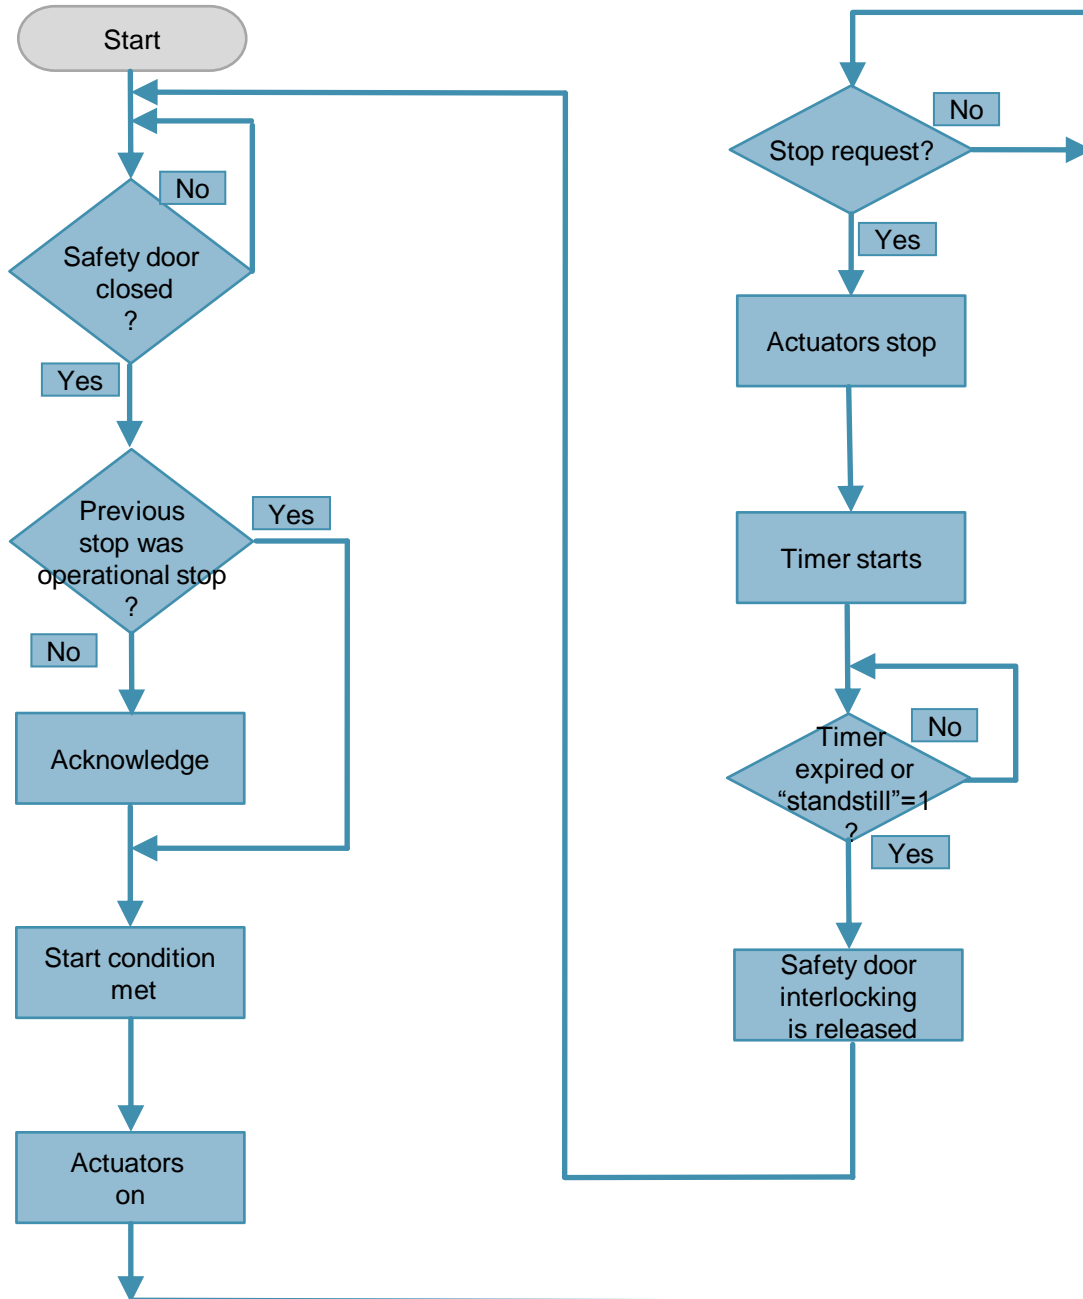 Start
No
Safety door
closed
?
Yes
Previous
stop was
operational stop
?
Yes
No
Acknowledge
Start condition
met
Actuators
on
No
Stop request?
Yes
Actuators stop
Timer starts
No
Timer
expired or
“standstill”=1
?
Yes
Safety door
interlocking
is released